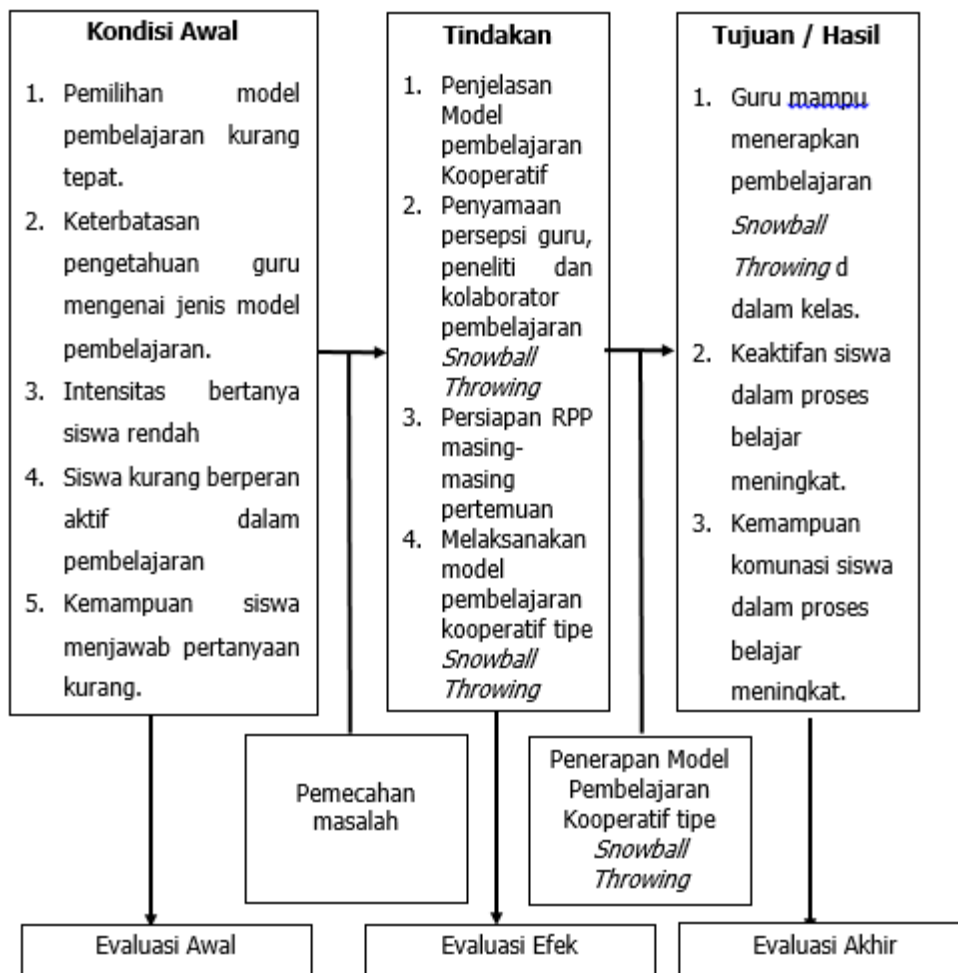 Kondisi Awal
1. Pemilihan model
pembelajaran kurang
tepat.
2. Keterbatasan
pengetahuan guru
mengenai jenis model
pembelajaran.
3. Intensitas bertanya
siswa rendah
4. Siswa kurang berperan
aktif dalam
pembelajaran
5. Kemampuan siswa
menjawab pertanyaan
kurang.
Tindakan
1. Penjelasan
Model
pembelajaran
Kooperatif
2. Penyamaan
persepsi guru,
peneliti dan
kolaborator
pembelajaran
Snowball
Throwing
3. Persiapan RPP
masing-
masing
pertemuan
4. Melaksanakan
model
pembelajaran
kooperatif tipe
Snowball
Throwing
Tujuan / Hasil
1. Guru mampu
menerapkan
pembelajaran
Snowball
Throwing d
dalam kelas.
2. Keaktifan siswa
dalam proses
belajar
meningkat.
3. Kemampuan
komunasi siswa
dalam proses
belajar
meningkat.
Pemecahan
masalah
Penerapan Model
Pembelajaran
Kooperatif tipe
Snowball
Throwing
Evaluasi Awal
Evaluasi Efek
Evaluasi Akhir